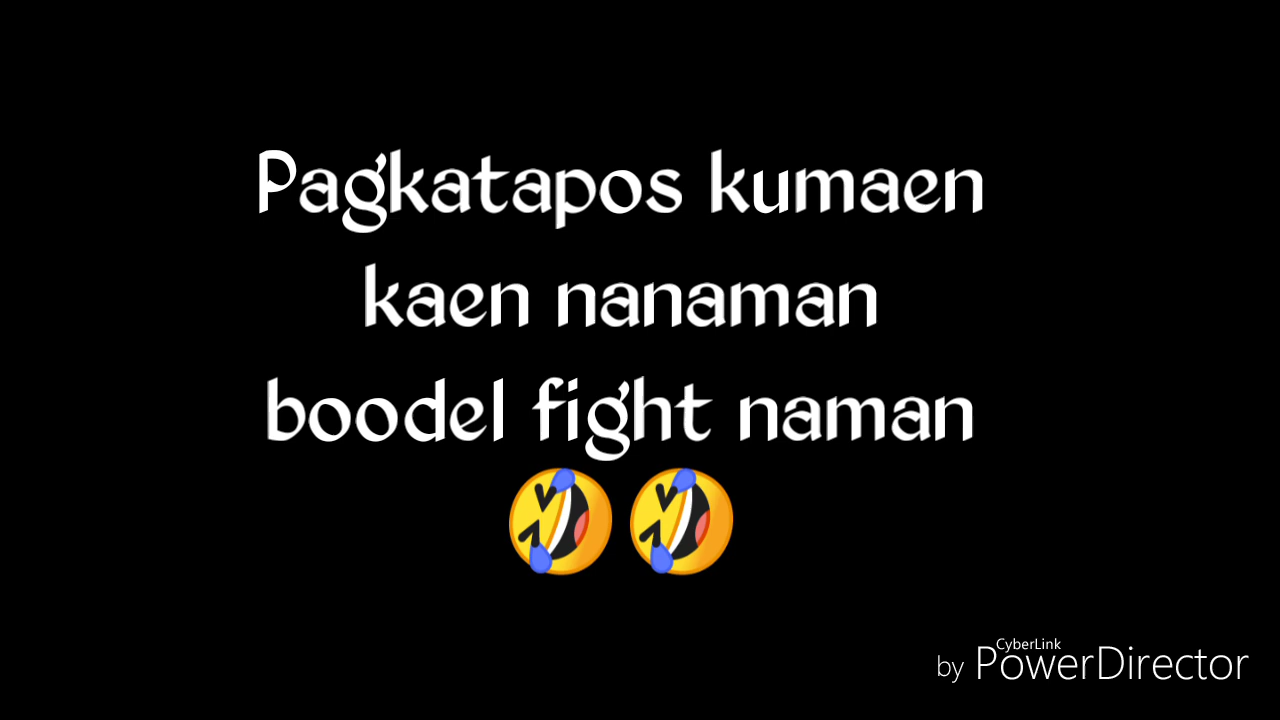 Pagkatapos kumaen
kaen nanaman
boodel fight naman
🤣🤣
CyberLink
by PowerDirector